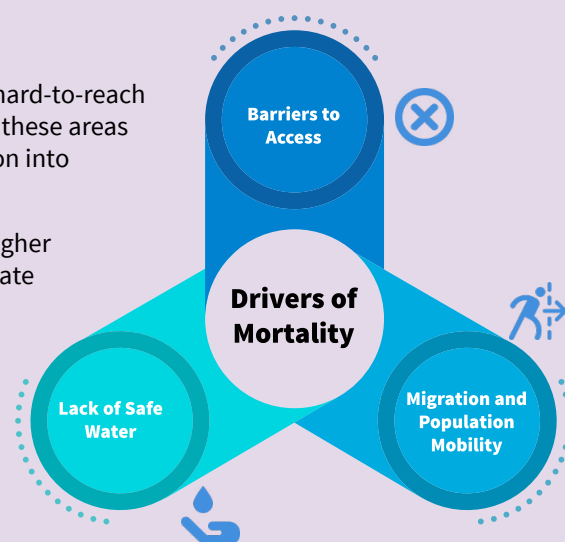 hard-to-reach
these areas
on into
gher
ate
Barriers to
Access
Drivers of
Mortality
Lack of Safe
Water
Migration and
Population
Mobility